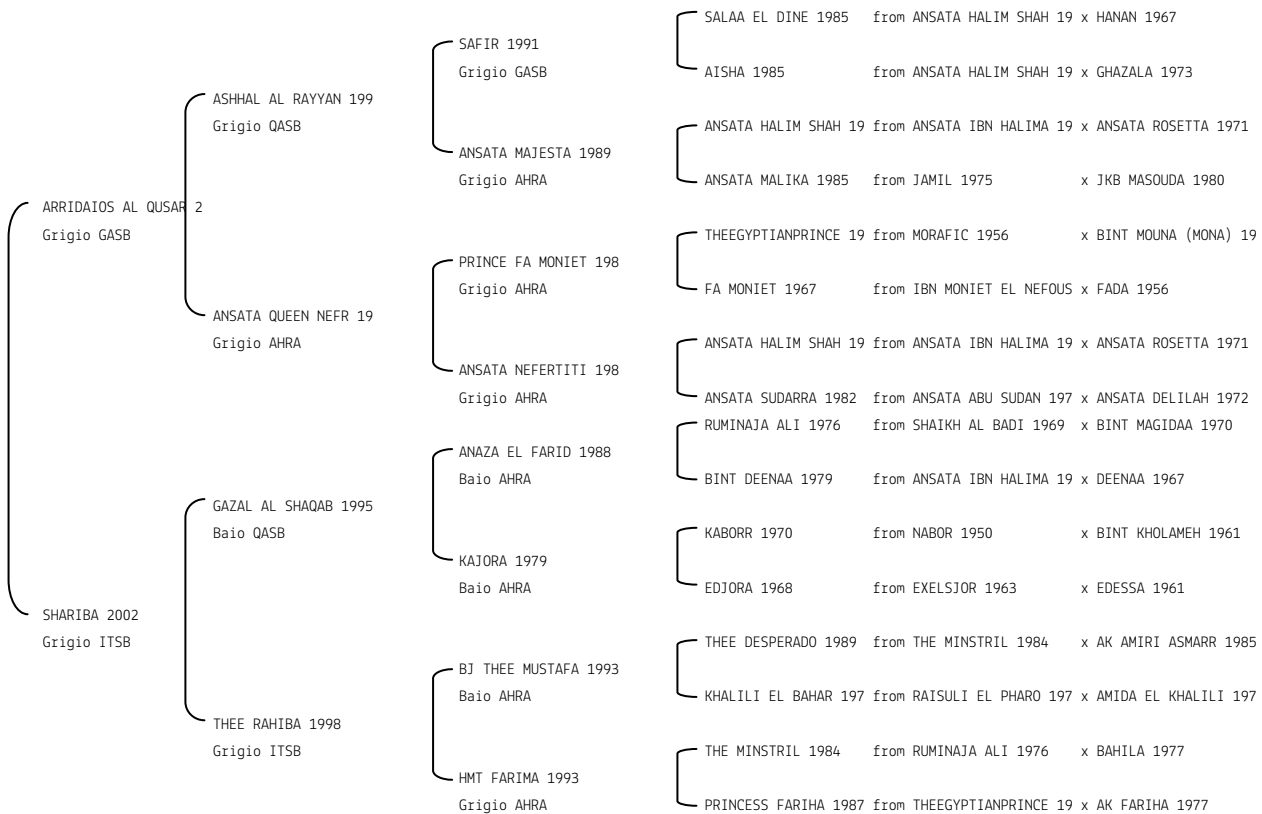 SALAA EL DINE 1985 from ANSATA HALIM SHAH 19 x HANAN 1967
SAFIR 1991
Grigio GASB
AISHA 1985 from ANSATA HALIM SHAH 19 x GHAZALA 1973
ASHHAL AL RAYYAN 199
Grigio QASB
ANSATA HALIM SHAH 19 from ANSATA IBN HALIMA 19 x ANSATA ROSETTA 1971
ANSATA MAJESTA 1989
Grigio AHRA
ANSATA MALIKA 1985 from JAMIL 1975 x JKB MASOUDA 1980
ARRIDAIOS AL QUSAR 2
Grigio GASB
THEEGYPTIANPRINCE 19 from MORAFIC 1956 x BINT MOUNA (MONA) 19
PRINCE FA MONIET 198
Grigio AHRA
FA MONIET 1967 from IBN MONIET EL NEFOUS x FADA 1956
ANSATA QUEEN NEFR 19
Grigio AHRA
ANSATA HALIM SHAH 19 from ANSATA IBN HALIMA 19 x ANSATA ROSETTA 1971
ANSATA NEFERTITI 198
Grigio AHRA
ANSATA SUDARRA 1982 from ANSATA ABU SUDAN 197 x ANSATA DELILAH 1972
RUMINAJA ALI 1976 from SHAIKH AL BADI 1969 x BINT MAGIDAA 1970
ANAZA EL FARID 1988
Baio AHRA
BINT DEENAA 1979 from ANSATA IBN HALIMA 19 x DEENAA 1967
GAZAL AL SHAQAB 1995
Baio QASB
KABORR 1970 from NABOR 1950 x BINT KHOLAMEH 1961
KAJORA 1979
Baio AHRA
EDJORA 1968 from EXELSJOR 1963 x EDESSA 1961
SHARIBA 2002
Grigio ITSB
THEE DESPERADO 1989 from THE MINSTRIL 1984 x AK AMIRI ASMARR 1985
BJ THEE MUSTAFA 1993
Baio AHRA
KHALILI EL BAHAR 197 from RAISULI EL PHARO 197 x AMIDA EL KHALILI 197
THEE RAHIBA 1998
Grigio ITSB
THE MINSTRIL 1984 from RUMINAJA ALI 1976 x BAHILA 1977
HMT FARIMA 1993
Grigio AHRA
PRINCESS FARIHA 1987 from THEEGYPTIANPRINCE 19 x AK FARIHA 1977